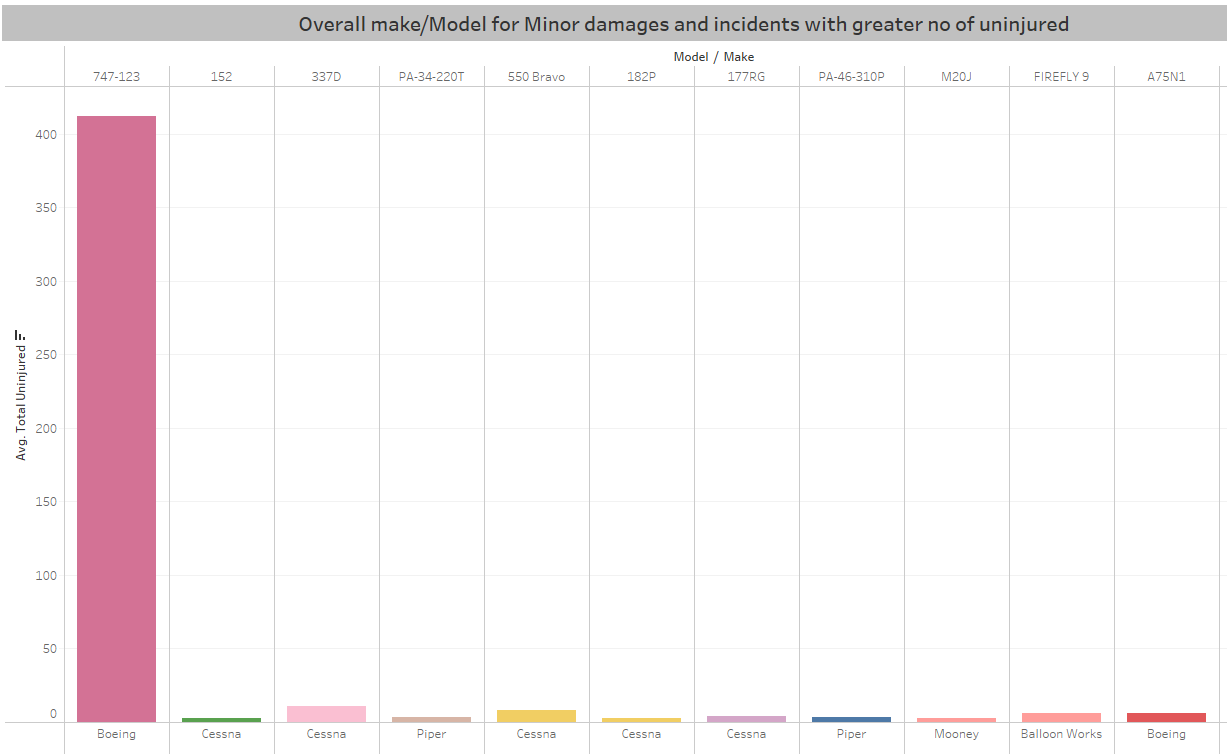 Overall make/Model for Minor damages and incidents with greater no of uninjured
Model / Make
747-123 152 337D PA-34-220T 550 Bravo 182P 177RG PA-46-310P M20J FIREFLY 9 A75N1
400
350
300
250
200
150
100
50
0
Avg. Total Uninjured
Boeing Cessna Cessna Piper Cessna Cessna Cessna Piper Mooney Balloon Works Boeing